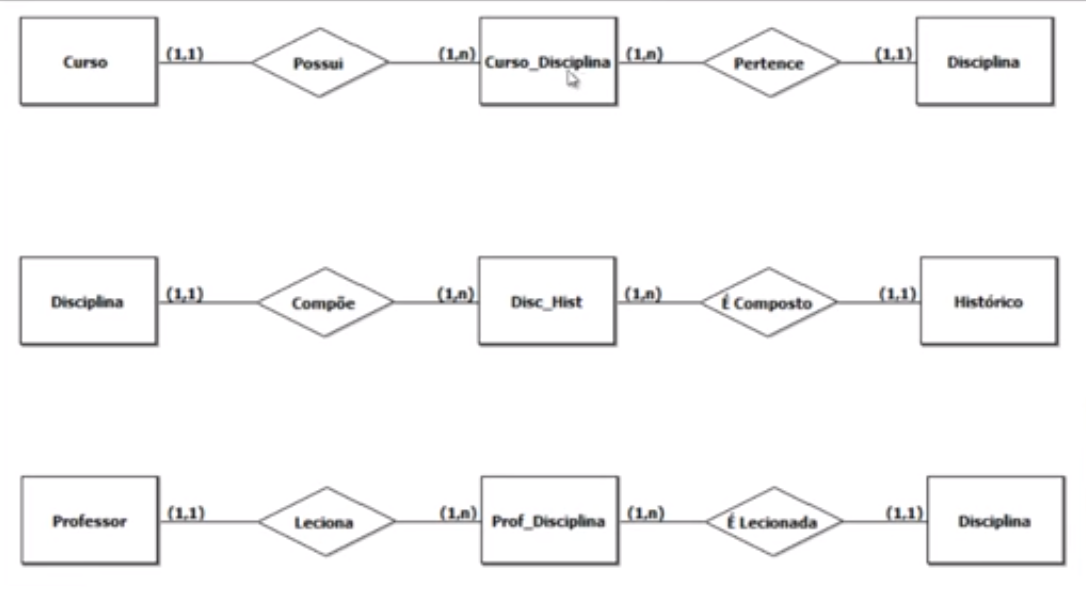 Curso (1,1) Possui (1,n) Curso_Disciplina (1,n) Pertence (1,1) Disciplina
Disciplina (1,1) Compõe (1,n) Disc_Hist (1,n) É Composto (1,1) Histórico
Professor (1,1) Leciona (1,n) Prof_Disciplina (1,n) É Lecionada (1,1) Disciplina